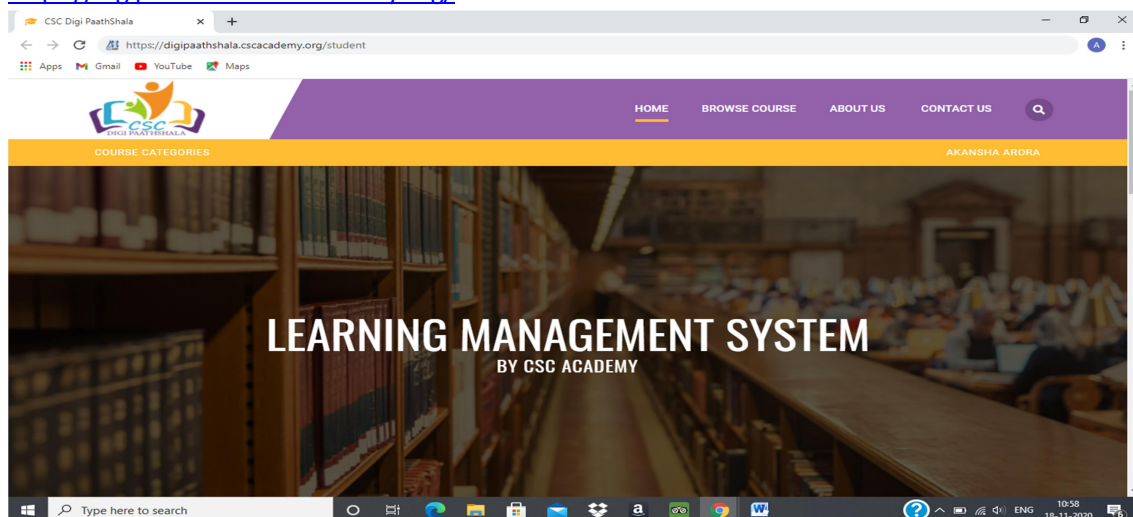 CSC Digi PaathShala
https://digipaathshala.cscacademy.org/student
Apps Gmail YouTube Maps
CSC
DIGI PAATHSHALA
HOME BROWSE COURSE ABOUT US CONTACT US
COURSE CATEGORIES AKANSHA ARORA
LEARNING MANAGEMENT SYSTEM
BY CSC ACADEMY
Type here to search
ENG
10:58
18-11-2020